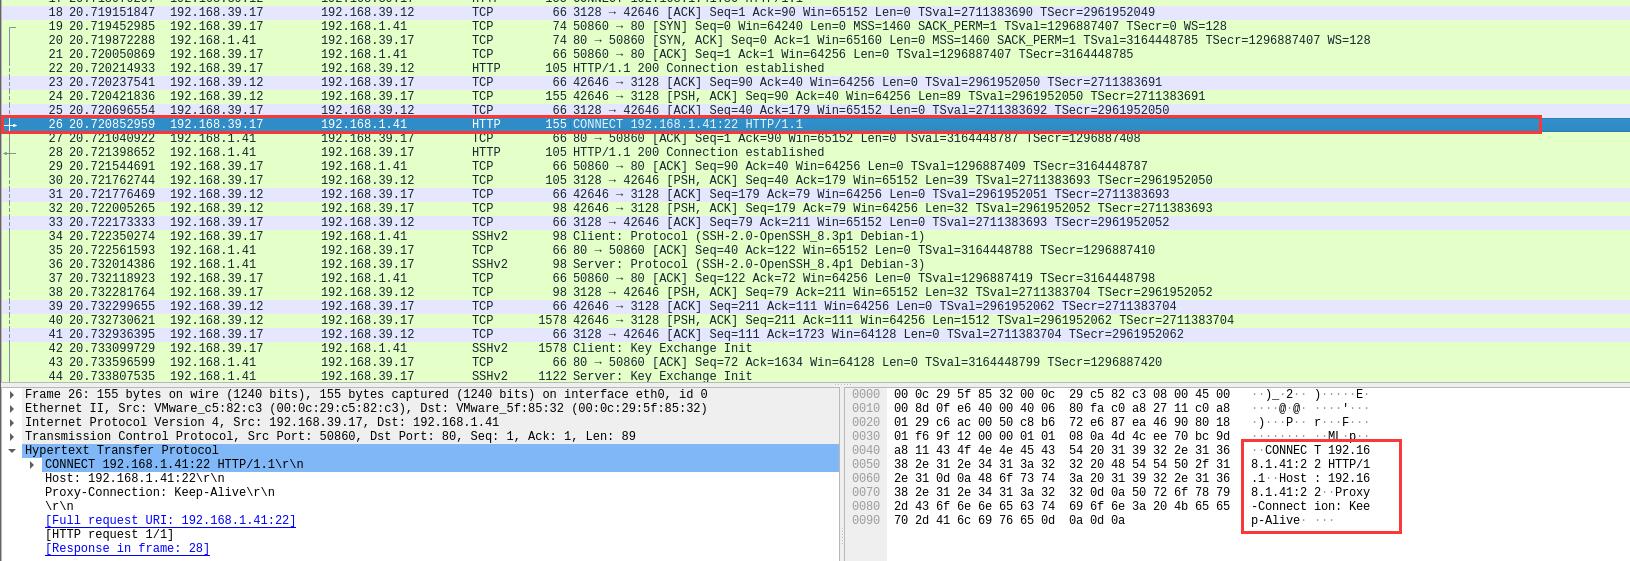 18 20.719151847 192.168.39.17 192.168.39.12 TCP 66 3128 → 42646 [ACK] Seq=1 Ack=90 Win=65152 Len=0 TSval=2711383690 TSecr=2961952049
19 20.719452985 192.168.39.17 192.168.1.41 TCP 74 50860 → 80 [SYN] Seq=0 Win=64240 Len=0 MSS=1460 SACK_PERM=1 TSval=1296887407 TSecr=0 WS=128
20 20.719872288 192.168.1.41 192.168.39.17 TCP 74 80 → 50860 [SYN, ACK] Seq=0 Ack=1 Win=65160 Len=0 MSS=1460 SACK_PERM=1 TSval=3164448785 TSecr=1296887407 WS=128
21 20.720050869 192.168.39.17 192.168.1.41 TCP 66 50860 → 80 [ACK] Seq=1 Ack=1 Win=64256 Len=0 TSval=1296887407 TSecr=3164448785
22 20.720214933 192.168.39.17 192.168.39.12 HTTP 105 HTTP/1.1 200 Connection established
23 20.720237541 192.168.39.12 192.168.39.17 TCP 66 42646 → 3128 [ACK] Seq=90 Ack=40 Win=64256 Len=0 TSval=2961952050 TSecr=2711383691
24 20.720421836 192.168.39.12 192.168.39.17 TCP 155 42646 → 3128 [PSH, ACK] Seq=90 Ack=40 Win=64256 Len=89 TSval=2961952050 TSecr=2711383691
25 20.720696554 192.168.39.17 192.168.39.12 TCP 66 3128 → 42646 [ACK] Seq=40 Ack=179 Win=65152 Len=0 TSval=2711383692 TSecr=2961952050
26 20.720852959 192.168.39.17 192.168.1.41 HTTP 155 CONNECT 192.168.1.41:22 HTTP/1.1
27 20.721040922 192.168.1.41 192.168.39.17 TCP 66 80 → 50860 [ACK] Seq=1 Ack=90 Win=65152 Len=0 TSval=3164448787 TSecr=1296887408
28 20.721398652 192.168.1.41 192.168.39.17 HTTP 105 HTTP/1.1 200 Connection established
29 20.721544691 192.168.39.17 192.168.1.41 TCP 66 50860 → 80 [ACK] Seq=90 Ack=40 Win=64256 Len=0 TSval=1296887409 TSecr=3164448787
30 20.721762744 192.168.39.17 192.168.39.12 TCP 105 3128 → 42646 [PSH, ACK] Seq=40 Ack=179 Win=65152 Len=39 TSval=2711383693 TSecr=2961952050
31 20.721776469 192.168.39.12 192.168.39.17 TCP 66 42646 → 3128 [ACK] Seq=179 Ack=79 Win=64256 Len=0 TSval=2961952051 TSecr=2711383693
32 20.722005265 192.168.39.12 192.168.39.17 TCP 98 42646 → 3128 [PSH, ACK] Seq=179 Ack=79 Win=64256 Len=32 TSval=2961952052 TSecr=2711383693
33 20.722173333 192.168.39.17 192.168.39.12 TCP 66 3128 → 42646 [ACK] Seq=79 Ack=211 Win=65152 Len=0 TSval=2711383693 TSecr=2961952052
34 20.722350274 192.168.39.17 192.168.1.41 SSHv2 98 Client: Protocol (SSH-2.0-OpenSSH_8.3p1 Debian-1)
35 20.722561593 192.168.1.41 192.168.39.17 TCP 66 80 → 50860 [ACK] Seq=40 Ack=122 Win=65152 Len=0 TSval=3164448788 TSecr=1296887410
36 20.732014386 192.168.1.41 192.168.39.17 SSHv2 98 Server: Protocol (SSH-2.0-OpenSSH_8.4p1 Debian-3)
37 20.732118923 192.168.39.17 192.168.1.41 TCP 66 50860 → 80 [ACK] Seq=122 Ack=72 Win=64256 Len=0 TSval=1296887419 TSecr=3164448798
38 20.732281764 192.168.39.17 192.168.39.12 TCP 98 3128 → 42646 [PSH, ACK] Seq=79 Ack=211 Win=65152 Len=32 TSval=2711383704 TSecr=2961952052
39 20.732299655 192.168.39.12 192.168.39.17 TCP 66 42646 → 3128 [ACK] Seq=211 Ack=111 Win=64256 Len=0 TSval=2961952062 TSecr=2711383704
40 20.732730621 192.168.39.12 192.168.39.17 TCP 1578 42646 → 3128 [PSH, ACK] Seq=211 Ack=111 Win=64256 Len=1512 TSval=2961952062 TSecr=2711383704
41 20.732936395 192.168.39.17 192.168.39.12 TCP 66 3128 → 42646 [ACK] Seq=111 Ack=1723 Win=64128 Len=0 TSval=2711383704 TSecr=2961952062
42 20.733099729 192.168.39.17 192.168.1.41 SSHv2 1578 Client: Key Exchange Init
43 20.733596599 192.168.1.41 192.168.39.17 TCP 66 80 → 50860 [ACK] Seq=72 Ack=1634 Win=64128 Len=0 TSval=3164448799 TSecr=1296887420
44 20.733807535 192.168.1.41 192.168.39.17 SSHv2 1122 Server: Key Exchange Init
Frame 26: 155 bytes on wire (1240 bits), 155 bytes captured (1240 bits) on interface eth0, id 0
Ethernet II, Src: VMware_c5:82:c3 (00:0c:29:c5:82:c3), Dst: VMware_5f:85:32 (00:0c:29:5f:85:32)
Internet Protocol Version 4, Src: 192.168.39.17, Dst: 192.168.1.41
Transmission Control Protocol, Src Port: 50860, Dst Port: 80, Seq: 1, Ack: 1, Len: 89
Hypertext Transfer Protocol
CONNECT 192.168.1.41:22 HTTP/1.1\r\n
Host: 192.168.1.41:22\r\n
Proxy-Connection: Keep-Alive\r\n
\r\n
[Full request URI: 192.168.1.41:22]
[HTTP request 1/1]
[Response in frame: 28]
0000 00 0c 29 5f 85 32 00 0c 29 c5 82 c3 08 00 45 00 ··)_·2·· )·····E·
0010 00 8d 0f e6 40 00 40 06 80 fa c0 a8 27 11 c0 a8 ····@·@· ····'···
0020 01 29 c6 ac 00 50 c8 b6 72 e6 87 ea 46 90 80 18 ·)···P·· r···F···
0030 01 f6 9f 12 00 00 01 01 08 0a 4d 4c ee 70 bc 9d ········ ··ML·p··
0040 a8 11 43 4f 4e 4e 45 43 54 20 31 39 32 2e 31 36 ··CONNEC T 192.16
0050 38 2e 31 2e 34 31 3a 32 32 20 48 54 54 50 2f 31 8.1.41:2 2 HTTP/1
0060 2e 31 0d 0a 48 6f 73 74 3a 20 31 39 32 2e 31 36 .1··Host : 192.16
0070 38 2e 31 2e 34 31 3a 32 32 0d 0a 50 72 6f 78 79 8.1.41:2 2··Proxy
0080 2d 43 6f 6e 6e 65 63 74 69 6f 6e 3a 20 4b 65 65 -Connect ion: Kee
0090 70 2d 41 6c 69 76 65 0d 0a 0d 0a p-Alive· ···